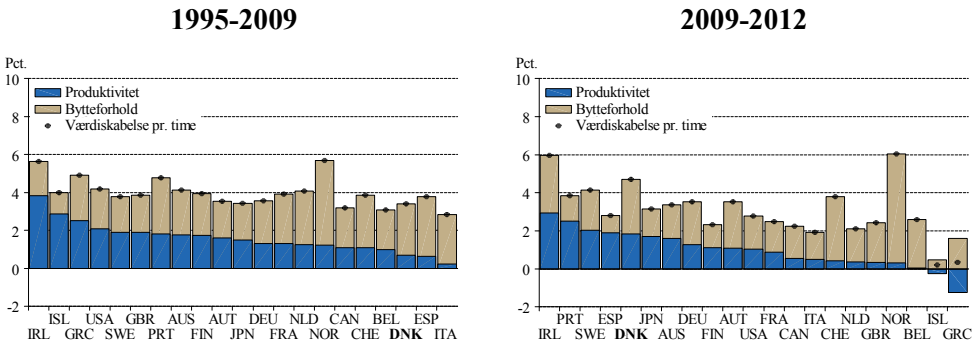 1995-2009
Pct.
10
8
6
4
2
0
-2
Produktivitet
Bytteforhold
Værdiskabelse pr. time
ISL USA GBR AUS AUT DEU NLD CAN BEL ESP
IRL GRC SWE PRT FIN JPN FRA NOR CHE DNK ITA
2009-2012
Pct.
10
8
6
4
2
0
-2
Produktivitet
Bytteforhold
Værdiskabelse pr. time
PRT ESP JPN DEU AUT FRA ITA NLD NOR ISL
IRL SWE DNK AUS FIN USA CAN CHE GBR BEL GRC